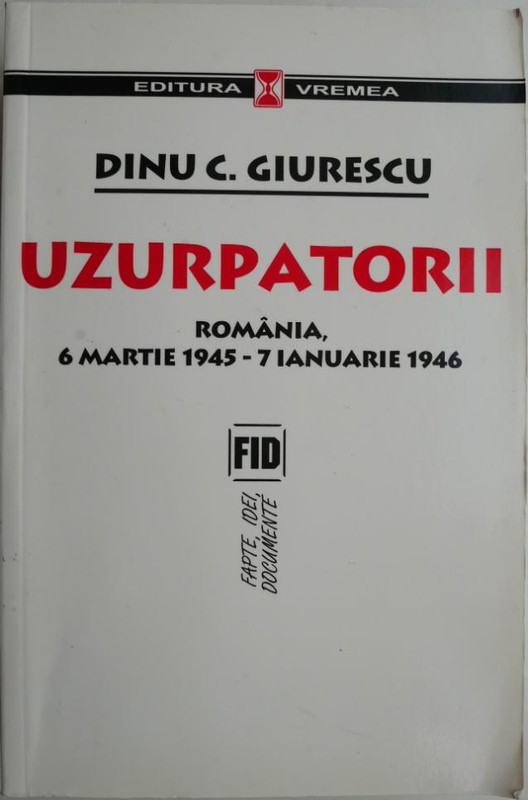 EDITURA VREMEA
DINU C. GIURESCU
UZURPATORII
ROMÂNIA,
6 MARTIE 1945 - 7 IANUARIE 1946
FID
FAPTE, IDEI,
DOCUMENTE